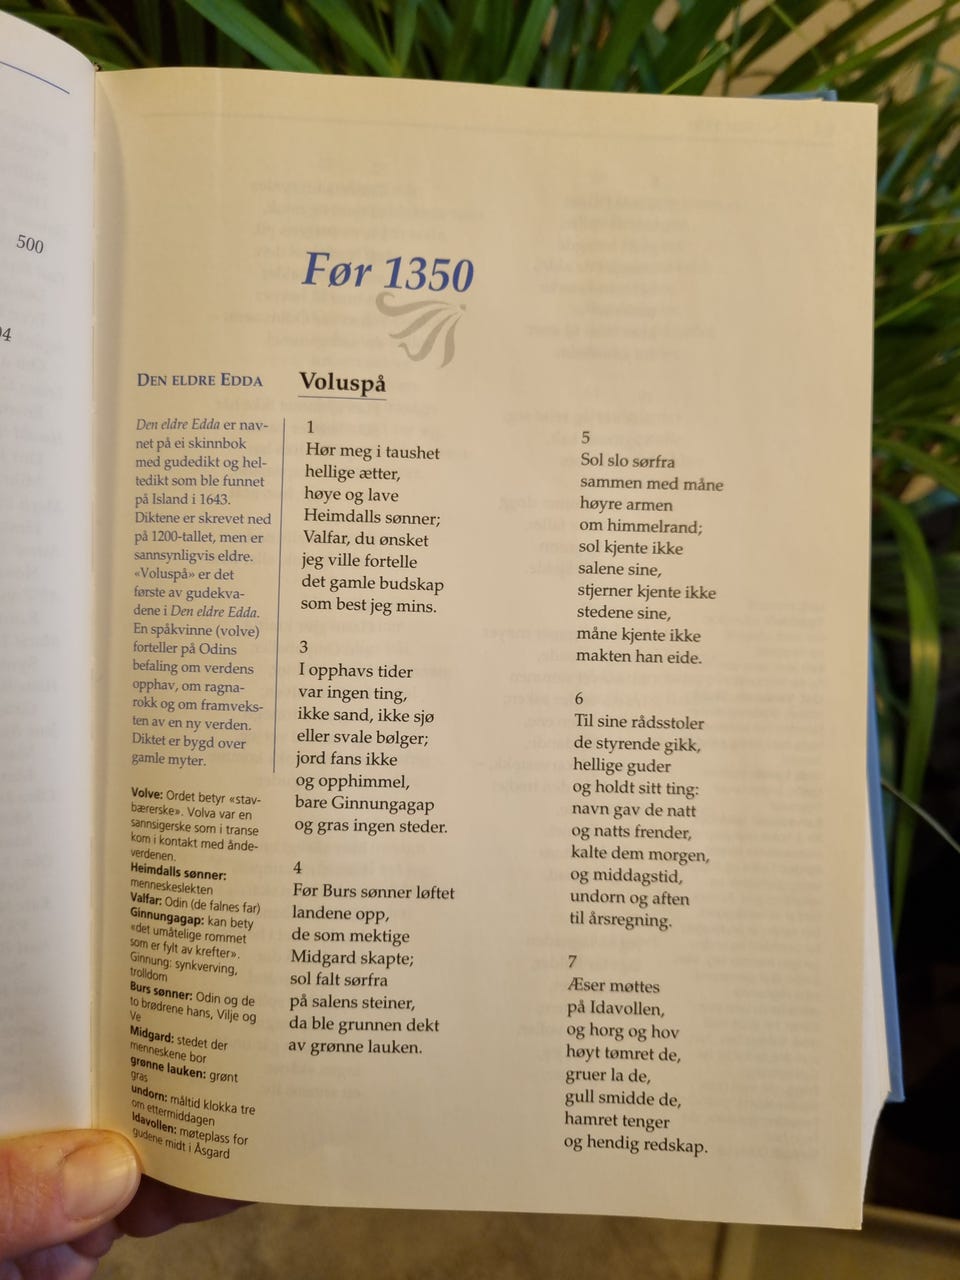 500
Før 1350
DEN ELDRE EDDA
Den eldre Edda er nav-
net på ei skinnbok
med gudedikt og hel-
tedikt som ble funnet
på Island i 1643.
Diktene er skrevet ned
på 1200-tallet, men er
sannsynligvis eldre.
«Voluspå» er det
første av gudekva-
dene i Den eldre Edda.
En spåkvinne (volve)
forteller på Odins
befaling om verdens
opphav, om ragna-
rokk og om framveks-
ten av en ny verden.
Diktet er bygd over
gamle myter.
Volve: Ordet betyr «stav-
bærerske». Volva var en
sannsigerske som i transe
kom i kontakt med ånde-
verdenen.
Heimdalls sønner:
menneskeslekten
Valfar: Odin (de falnes far)
Ginnungagap: kan bety
«det umåtelige rommet
som er fylt av krefter».
Ginnung: synkverving,
trolldom
Burs sønner: Odin og de
to brødrene hans, Vilje og
Ve
Midgard: stedet der
menneskene bor
grønne lauken: grønt
gras
undorn: måltid klokka tre
om ettermiddagen
Idavollen: møteplass for
gudene midt i Åsgard
Voluspå
1
Hør meg i taushet
hellige ætter,
høye og lave
Heimdalls sønner;
Valfar, du ønsket
jeg ville fortelle
det gamle budskap
som best jeg mins.
3
I opphavs tider
var ingen ting,
ikke sand, ikke sjø
eller svale bølger;
jord fans ikke
og opphimmel,
bare Ginnungagap
og gras ingen steder.
4
Før Burs sønner løftet
landene opp,
de som mektige
Midgard skapte;
sol falt sørfra
på salens steiner,
da ble grunnen dekt
av grønne lauken.
5
Sol slo sørfra
sammen med måne
høyre armen
om himmelrand;
sol kjente ikke
salene sine,
stjerner kjente ikke
stedene sine,
måne kjente ikke
makten han eide.
6
Til sine rådsstoler
de styrende gikk,
hellige guder
og holdt sitt ting:
navn gav de natt
og natts frender,
kalte dem morgen,
og middagstid,
undorn og aften
til årsregning.
7
Æser møttes
på Idavollen,
og horg og hov
høyt tømret de,
gruer la de,
gull smidde de,
hamret tenger
og hendig redskap.